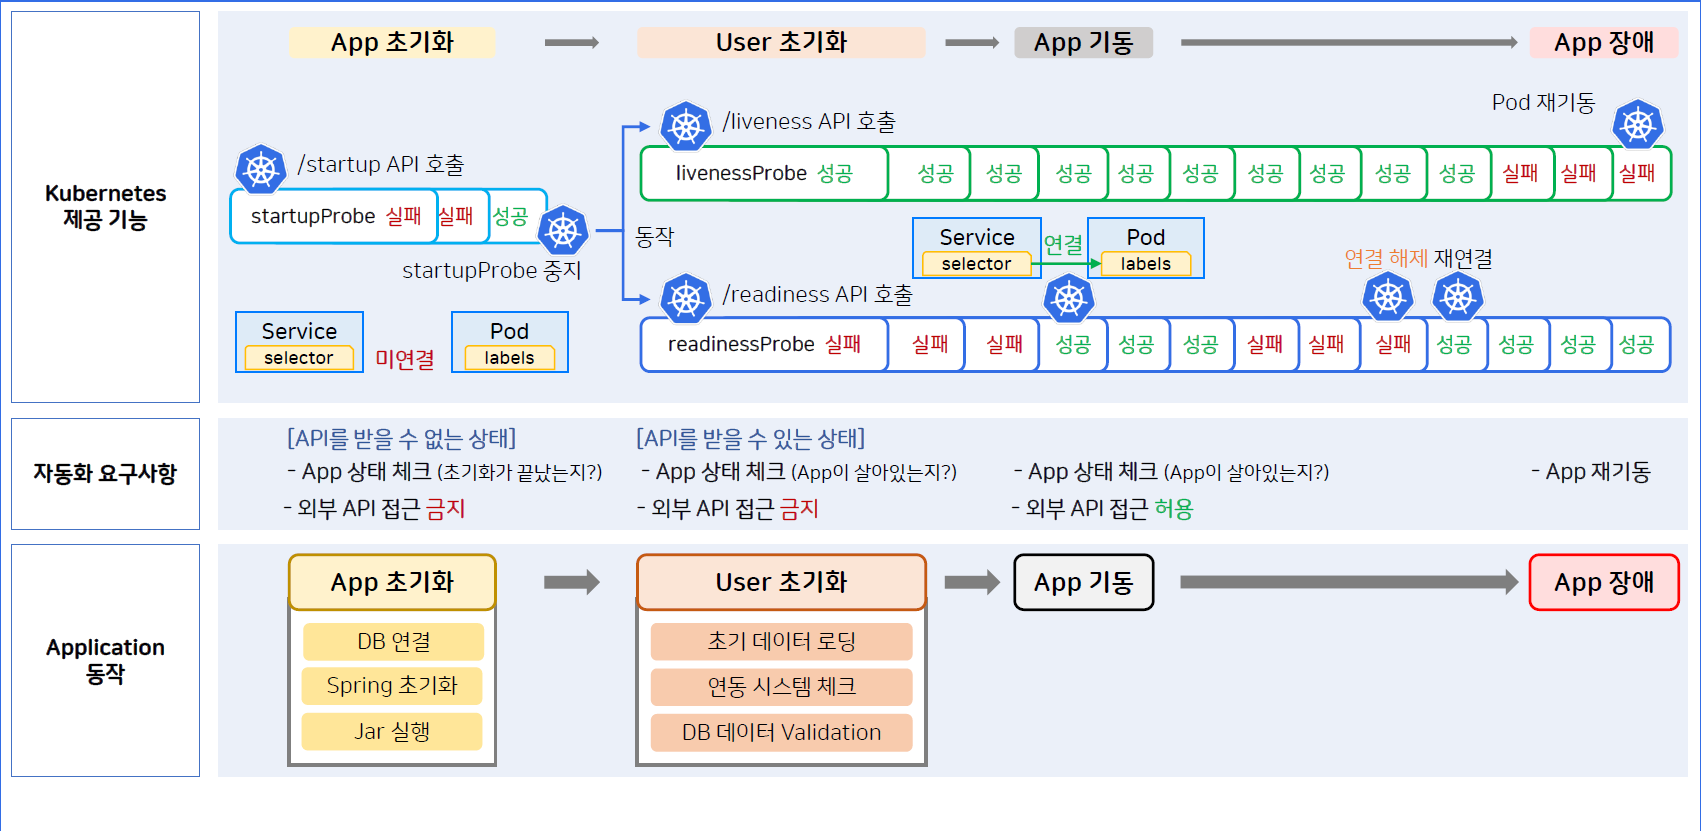 Kubernetes
제공 기능
App 초기화
User 초기화
App 기동
App 장애
Pod 재기동
/liveness API 호출
/startup API 호출
livenessProbe 성공 성공 성공 성공 성공 성공 성공 성공 성공 성공 실패 실패 실패
startupProbe 실패 실패 성공
동작
Service
selector
연결
Pod
labels
startupProbe 중지
연결 해제 재연결
/readiness API 호출
Service
selector
미연결
Pod
labels
readinessProbe 실패 실패 실패 성공 성공 성공 실패 실패 실패 성공 성공 성공 성공
자동화 요구사항
[API를 받을 수 없는 상태]
- App 상태 체크 (초기화가 끝났는지?)
- 외부 API 접근 금지
[API를 받을 수 있는 상태]
- App 상태 체크 (App이 살아있는지?)
- 외부 API 접근 금지
- App 상태 체크 (App이 살아있는지?)
- 외부 API 접근 허용
- App 재기동
Application
동작
App 초기화
DB 연결
Spring 초기화
Jar 실행
User 초기화
초기 데이터 로딩
연동 시스템 체크
DB 데이터 Validation
App 기동
App 장애